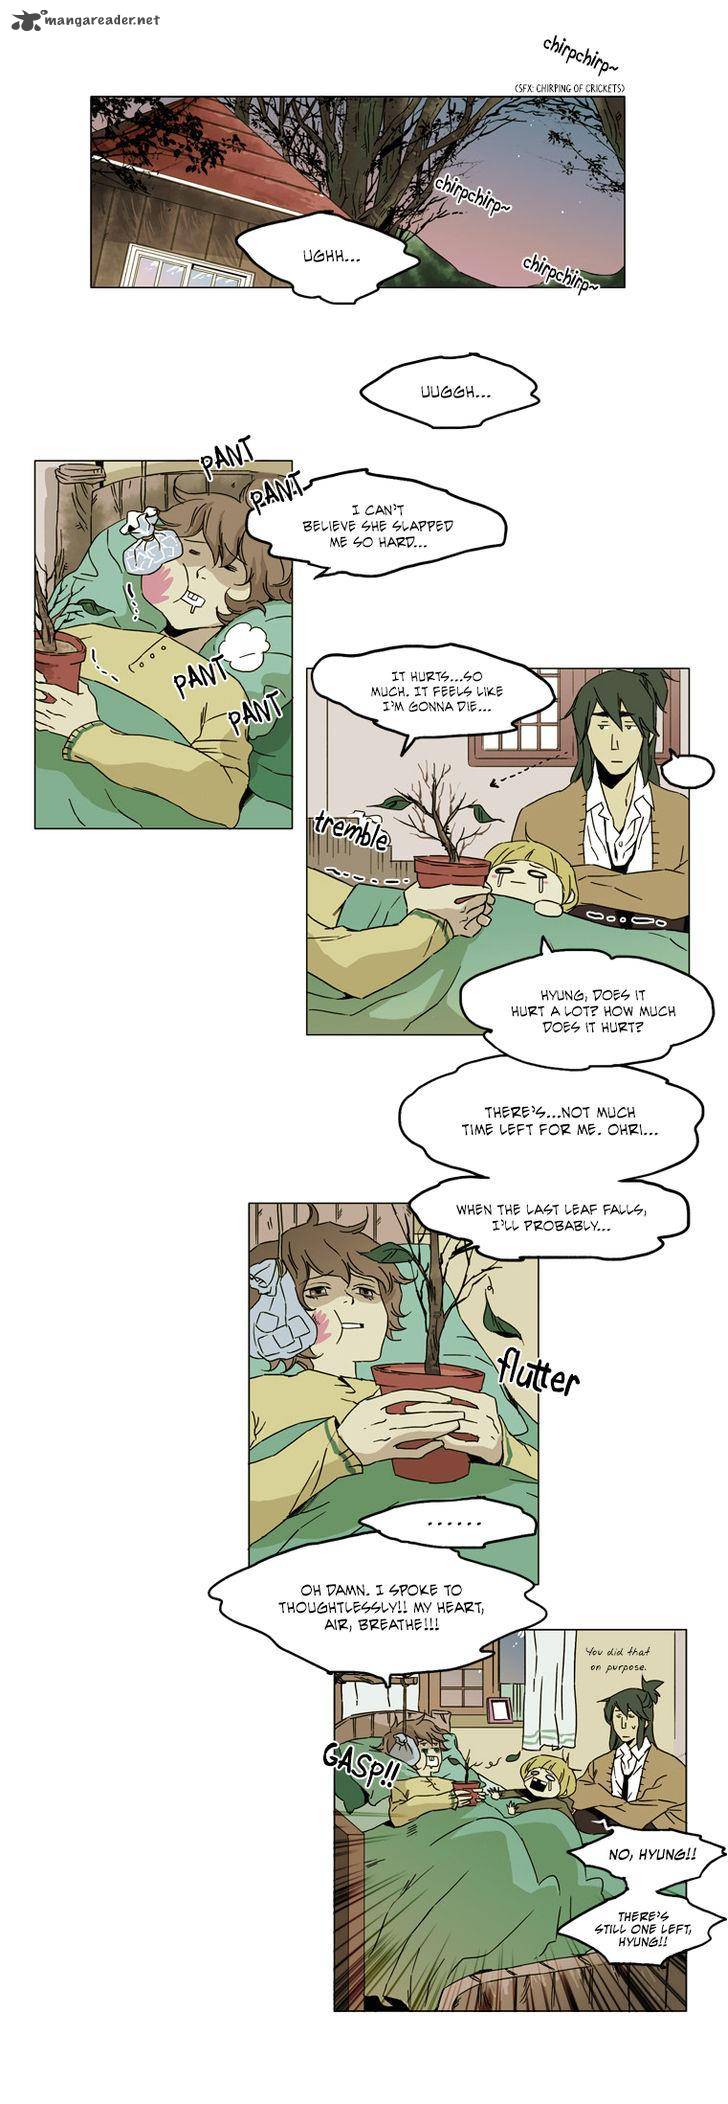 mangareader.net
chirpchirp~
(SFX: CHIRPING OF CRICKETS)
chirpchirp~
chirpchirp~
UGHH...
UUGGH...
PANT
PANT
I CAN'T
BELIEVE SHE SLAPPED
ME SO HARD...
PANT
PANT
IT HURTS...SO
MUCH. IT FEELS LIKE
I'M GONNA DIE...
tremble
HYUNG, DOES IT
HURT A LOT? HOW MUCH
DOES IT HURT?
THERE'S...NOT MUCH
TIME LEFT FOR ME. OHRI...
WHEN THE LAST LEAF FALLS,
I'LL PROBABLY...
flutter
......
OH DAMN. I SPOKE TO
THOUGHTLESSLY!! MY HEART,
AIR, BREATHE!!!
You did that
on purpose.
GASP!!
NO, HYUNG!!
THERE'S
STILL ONE LEFT,
HYUNG!!